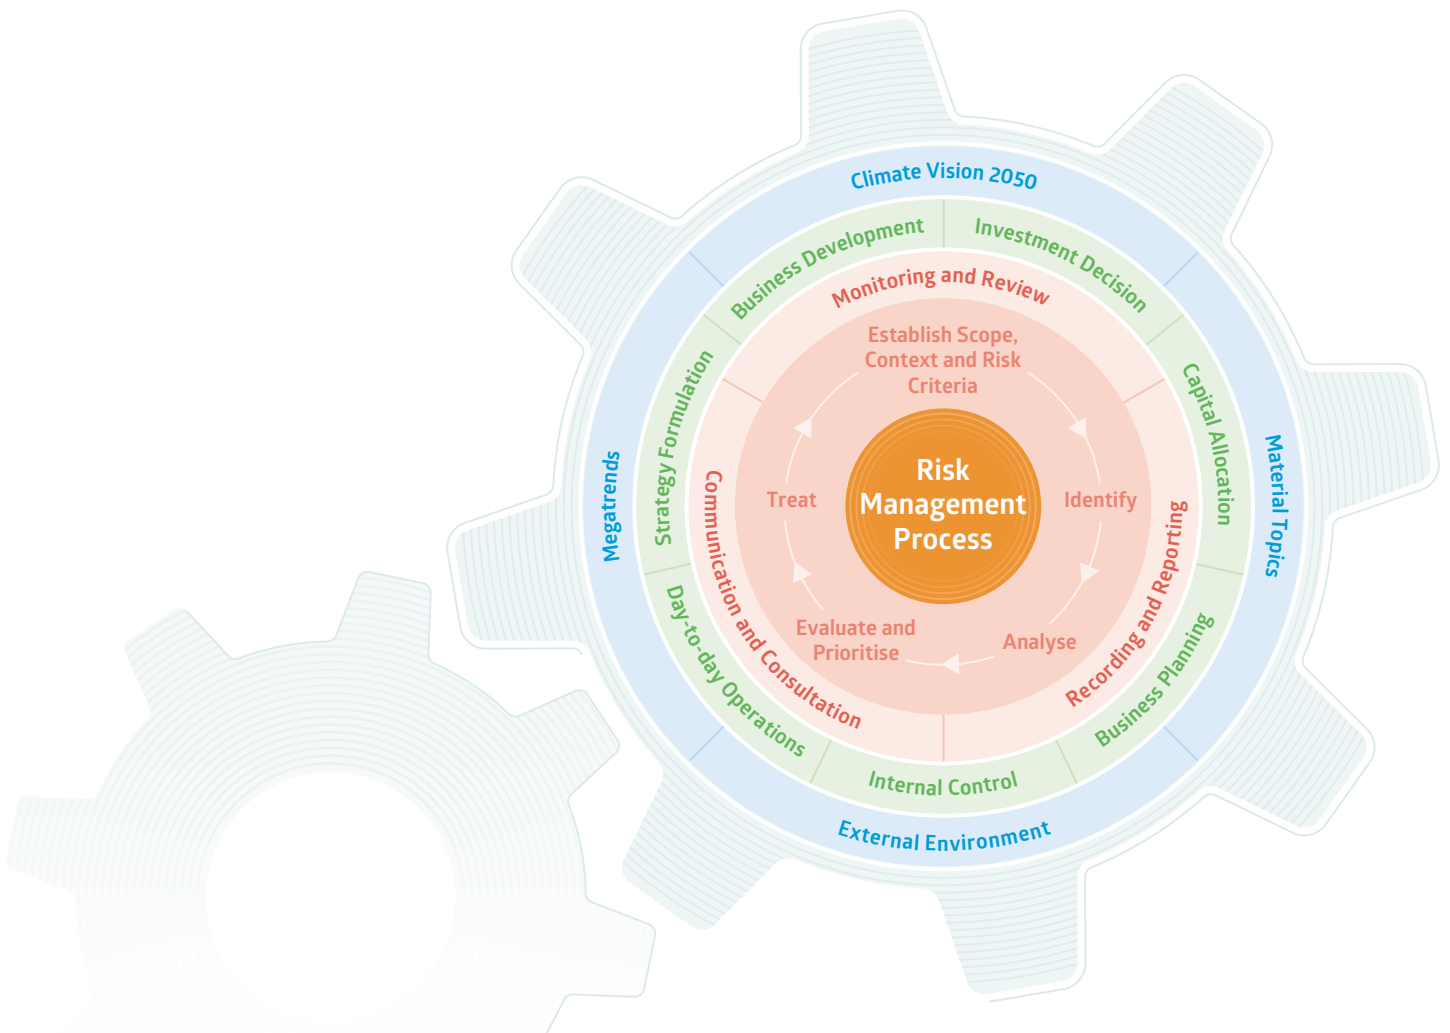 Climate Vision 2050
Material Topics
External Environment
Megatrends
Business Development
Investment Decision
Capital Allocation
Business Planning
Internal Control
Day-to-day Operations
Strategy Formulation
Monitoring and Review
Recording and Reporting
Communication and Consultation
Establish Scope,
Context and Risk
Criteria
Identify
Analyse
Evaluate and
Prioritise
Treat
Risk
Management
Process